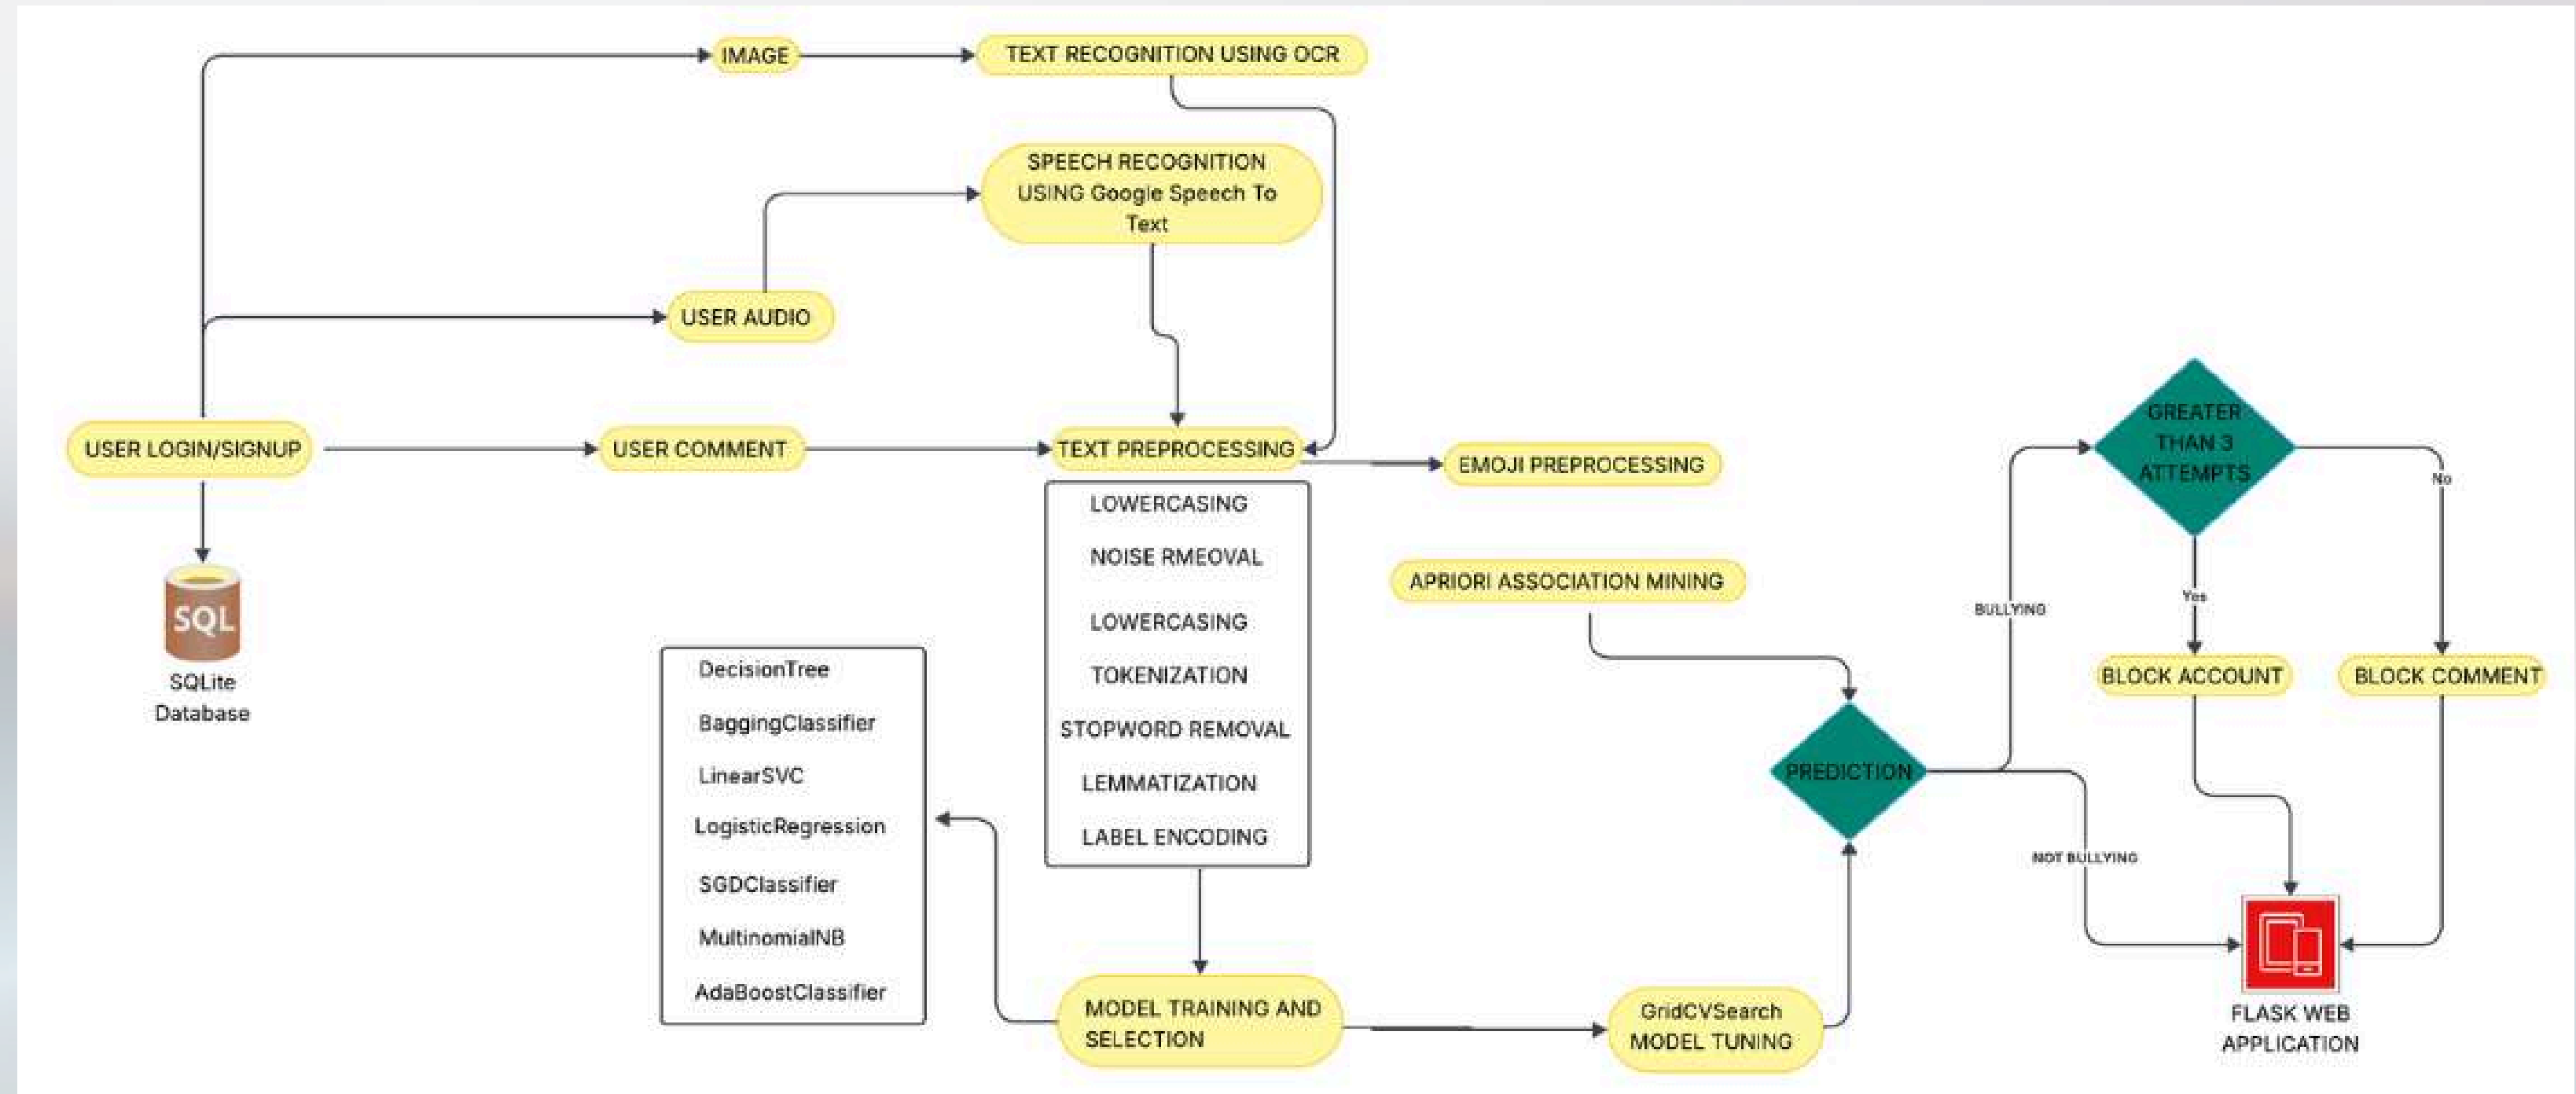 IMAGE
TEXT RECOGNITION USING OCR
SPEECH RECOGNITION
USING Google Speech To
Text
USER AUDIO
USER LOGIN/SIGNUP
USER COMMENT
TEXT PREPROCESSING
EMOJI PREPROCESSING
SQL
SQLite
Database
LOWERCASING
NOISE RMEOVAL
LOWERCASING
TOKENIZATION
STOPWORD REMOVAL
LEMMATIZATION
LABEL ENCODING
DecisionTree
BaggingClassifier
LinearSVC
LogisticRegression
SGDClassifier
MultinomialNB
AdaBoostClassifier
MODEL TRAINING AND
SELECTION
GridCVSearch
MODEL TUNING
APRIORI ASSOCIATION MINING
PREDICTION
BULLYING
NOT BULLYING
GREATER
THAN 3
ATTEMPTS
Yes
No
BLOCK ACCOUNT
BLOCK COMMENT
FLASK WEB
APPLICATION